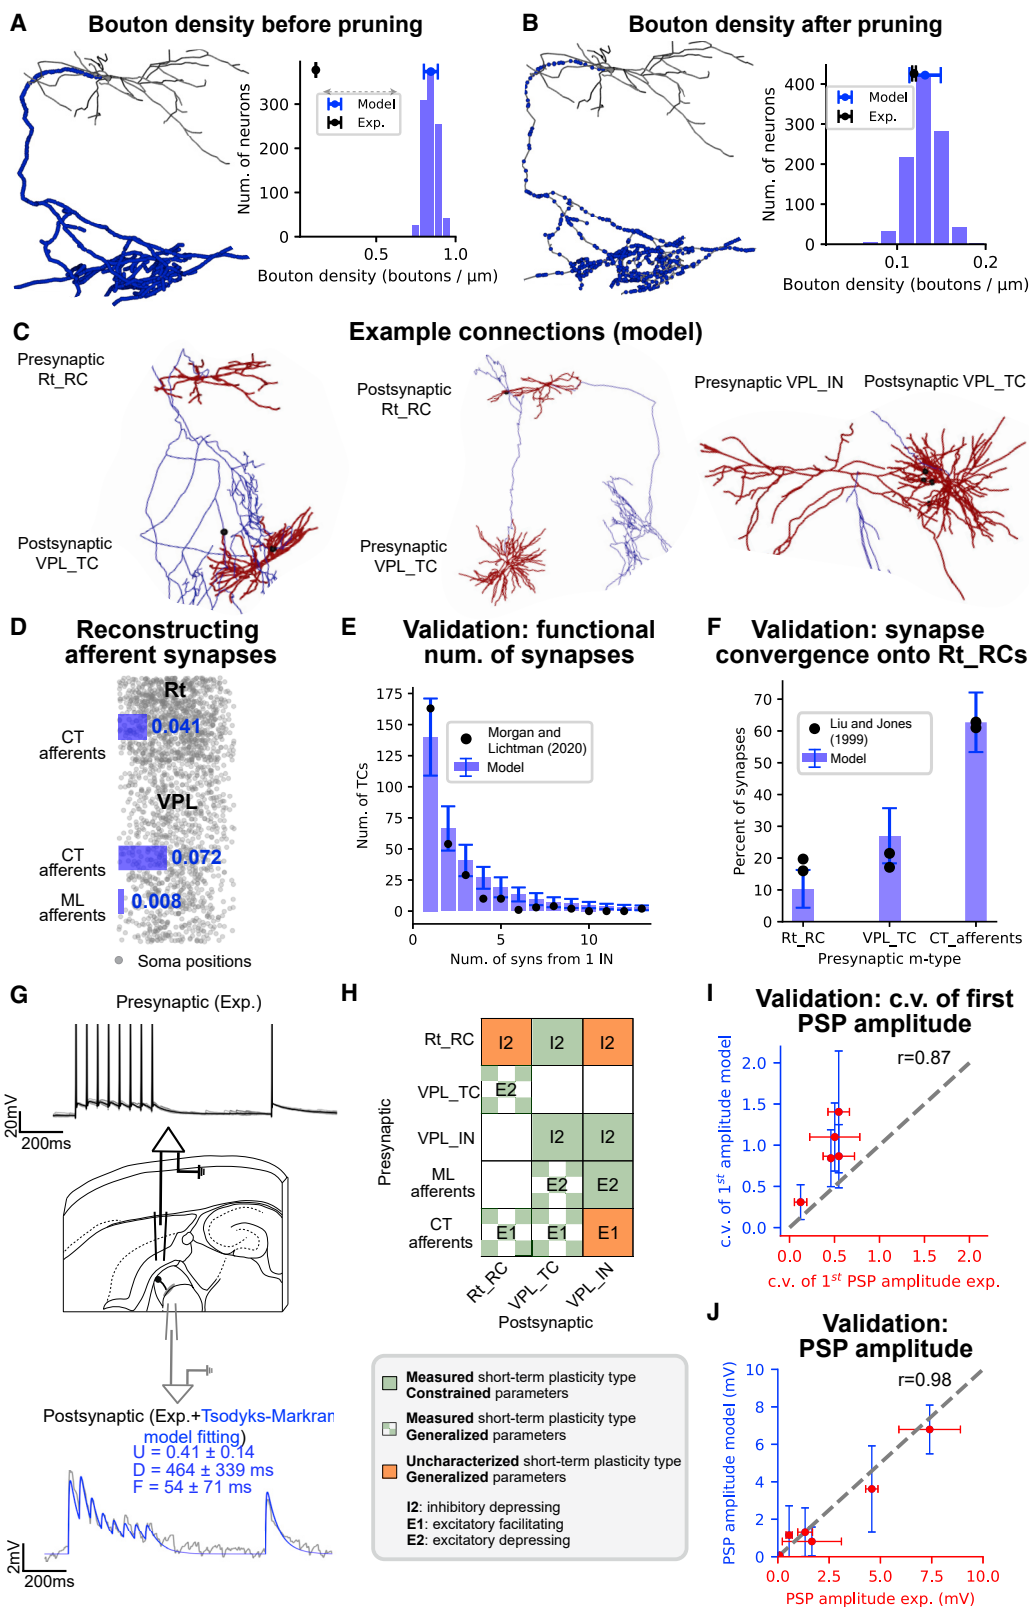 A Bouton density before pruning
Num. of neurons
300
200
100
0
Model
Exp.
0.5
1.0
Bouton density (boutons / μm)
B Bouton density after pruning
Num. of neurons
400
300
200
100
0
Model
Exp.
0.1
0.2
Bouton density (boutons / μm)
C Example connections (model)
Presynaptic
Rt_RC
Postsynaptic
VPL_TC
Postsynaptic
Rt_RC
Presynaptic
VPL_TC
Presynaptic VPL_IN
Postsynaptic VPL_TC
D Reconstructing
afferent synapses
Rt
CT
afferents
0.041
VPL
CT
afferents
0.072
ML
afferents
0.008
Soma positions
E Validation: functional
num. of synapses
Num. of TCs
175
150
125
100
75
50
25
0
Morgan and
Lichtman (2020)
Model
0
5
10
Num. of syns from 1 IN
F Validation: synapse
convergence onto Rt_RCs
Percent of synapses
70
60
50
40
30
20
10
0
Liu and Jones
(1999)
Model
Rt_RC
VPL_TC
CT_afferents
Presynaptic m-type
G
Presynaptic (Exp.)
20mV
200ms
Postsynaptic (Exp.+Tsodyks-Markran
model fitting)
U = 0.41 ± 0.14
D = 464 ± 339 ms
F = 54 ± 71 ms
2mV
200ms
H
Presynaptic
Rt_RC
I2
I2
I2
VPL_TC
E2
VPL_IN
I2
I2
ML
afferents
E2
E2
CT
afferents
E1
E1
E1
Rt_RC
VPL_TC
VPL_IN
Postsynaptic
Measured short-term plasticity type
Constrained parameters
Measured short-term plasticity type
Generalized parameters
Uncharacterized short-term plasticity type
Generalized parameters
I2: inhibitory depressing
E1: excitatory facilitating
E2: excitatory depressing
I Validation: c.v. of first
PSP amplitude
c.v. of 1st amplitude model
r=0.87
2.0
1.5
1.0
0.5
0.0
0.0
0.5
1.0
1.5
2.0
c.v. of 1st PSP amplitude exp.
J Validation:
PSP amplitude
PSP amplitude model (mV)
r=0.98
10
8
6
4
2
0
0.0
2.5
5.0
7.5
10.0
PSP amplitude exp. (mV)